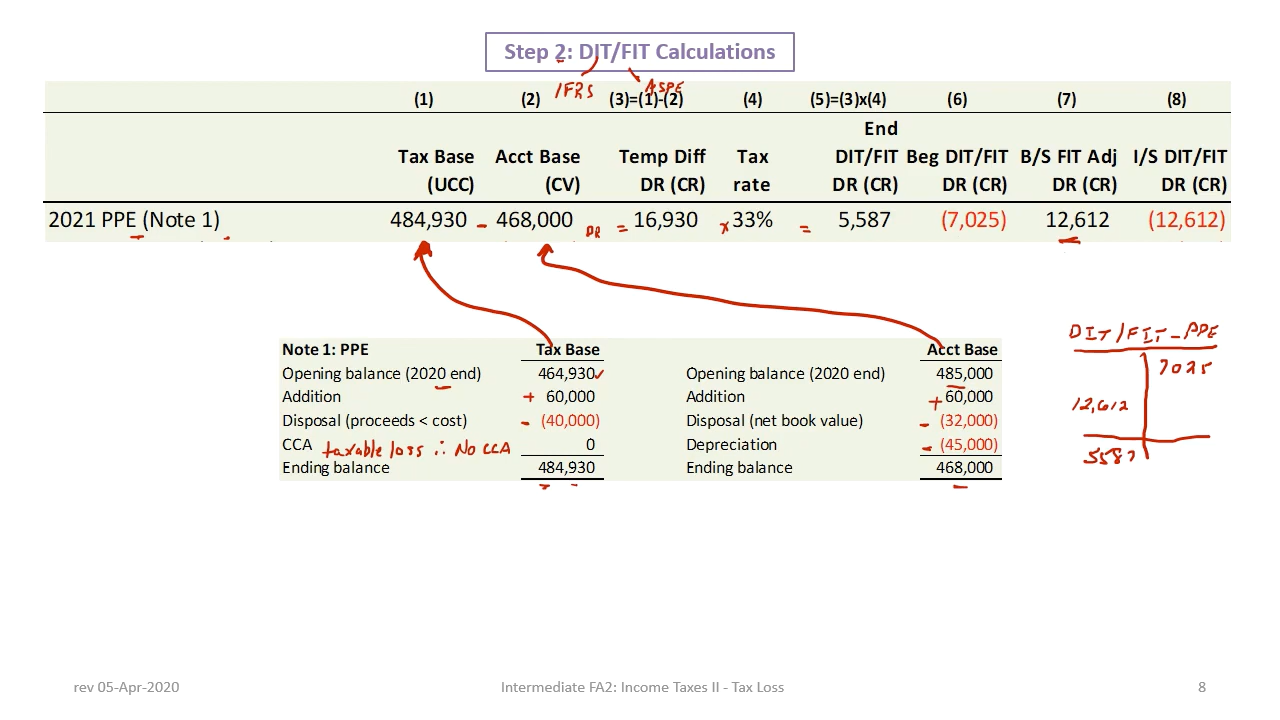 Step 2: DIT/FIT Calculations
IFRS ASPE
(1) (2) (3)=(1)-(2) (4) (5)=(3)x(4) (6) (7) (8)
End
Tax Base Acct Base Temp Diff Tax DIT/FIT Beg DIT/FIT B/S FIT Adj I/S DIT/FIT
(UCC) (CV) DR (CR) rate DR (CR) DR (CR) DR (CR) DR (CR)
2021 PPE (Note 1) 484,930 - 468,000 DR = 16,930 x 33% = 5,587 (7,025) 12,612 (12,612)
DIT/FIT - PPE
Note 1: PPE Tax Base Acct Base
Opening balance (2020 end) 464,930 ✓ Opening balance (2020 end) 485,000 7025
Addition + 60,000 Addition + 60,000 12,612
Disposal (proceeds < cost) - (40,000) Disposal (net book value) - (32,000)
CCA taxable loss ∴ No CCA 0 Depreciation - (45,000)
Ending balance 484,930 Ending balance 468,000 5587
rev 05-Apr-2020 Intermediate FA2: Income Taxes II - Tax Loss 8